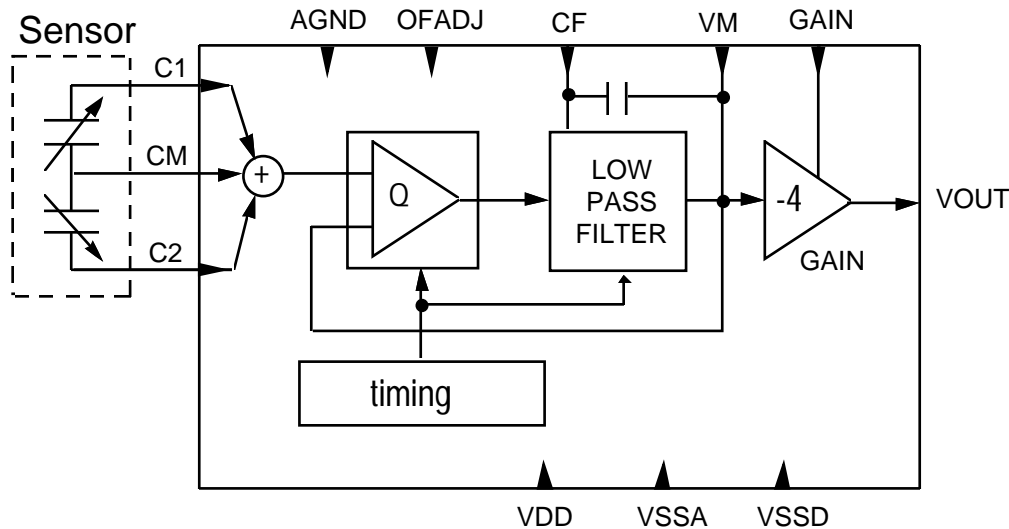 Sensor
AGND
OFADJ
CF
VM
GAIN
C1
CM
C2
+
Q
LOW
PASS
FILTER
-4
GAIN
VOUT
timing
VDD
VSSA
VSSD